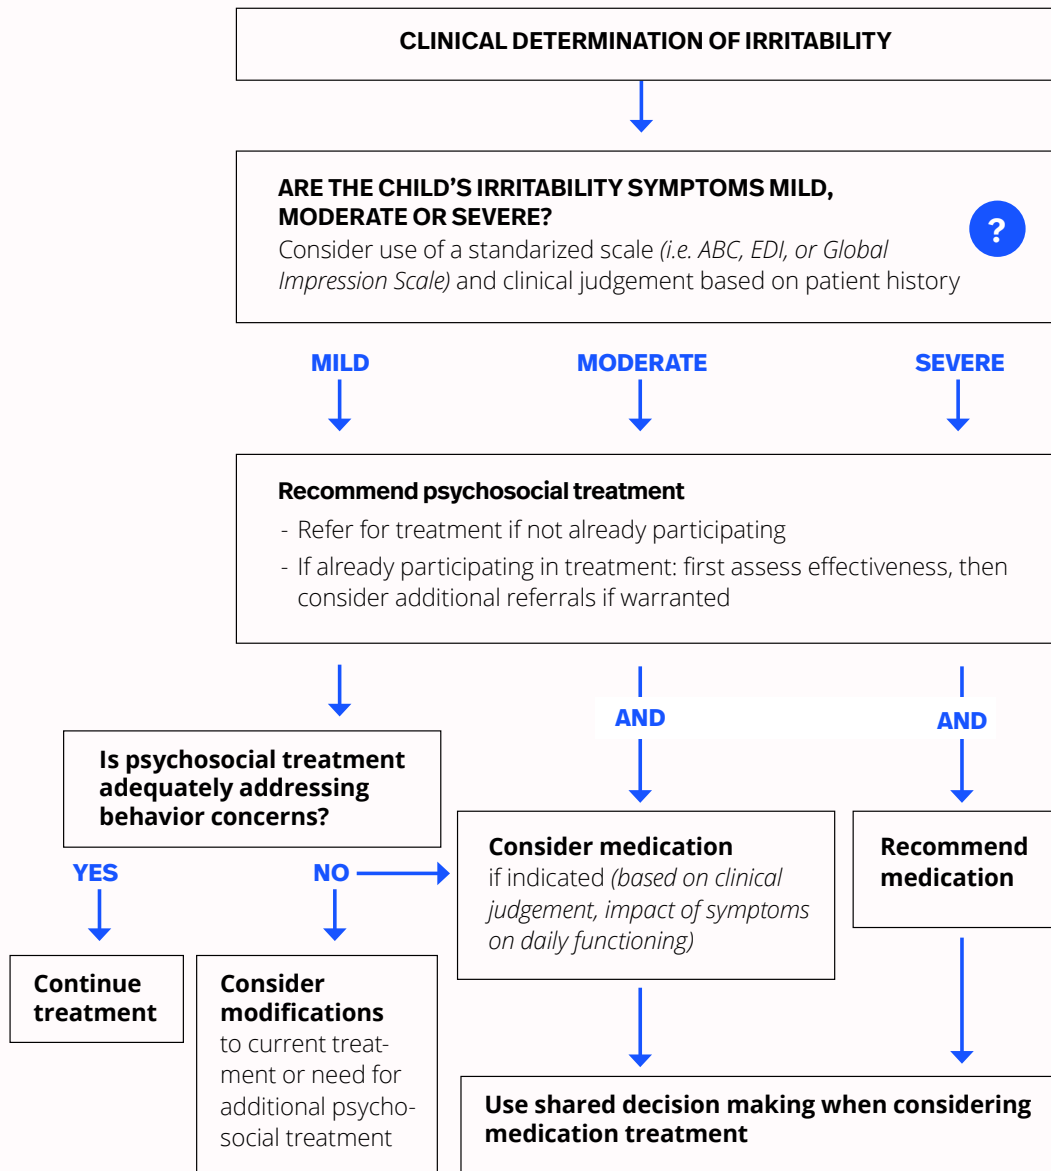 CLINICAL DETERMINATION OF IRRITABILITY
ARE THE CHILD'S IRRITABILITY SYMPTOMS MILD,
MODERATE OR SEVERE?
Consider use of a standarized scale (i.e. ABC, EDI, or Global
Impression Scale) and clinical judgement based on patient history
?
MILD
MODERATE
SEVERE
Recommend psychosocial treatment
- Refer for treatment if not already participating
- If already participating in treatment: first assess effectiveness, then
consider additional referrals if warranted
AND
AND
Is psychosocial treatment
adequately addressing
behavior concerns?
YES
NO
Consider medication
if indicated (based on clinical
judgement, impact of symptoms
on daily functioning)
Recommend
medication
Continue
treatment
Consider
modifications
to current treat-
ment or need for
additional psycho-
social treatment
Use shared decision making when considering
medication treatment